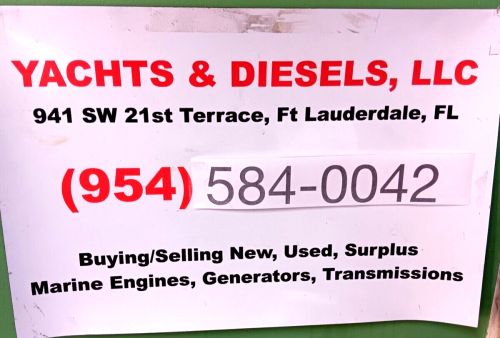 YACHTS & DIESELS, LLC
941 SW 21st Terrace, Ft Lauderdale, FL
(954) 584-0042
Buying/Selling New, Used, Surplus
Marine Engines, Generators, Transmissions